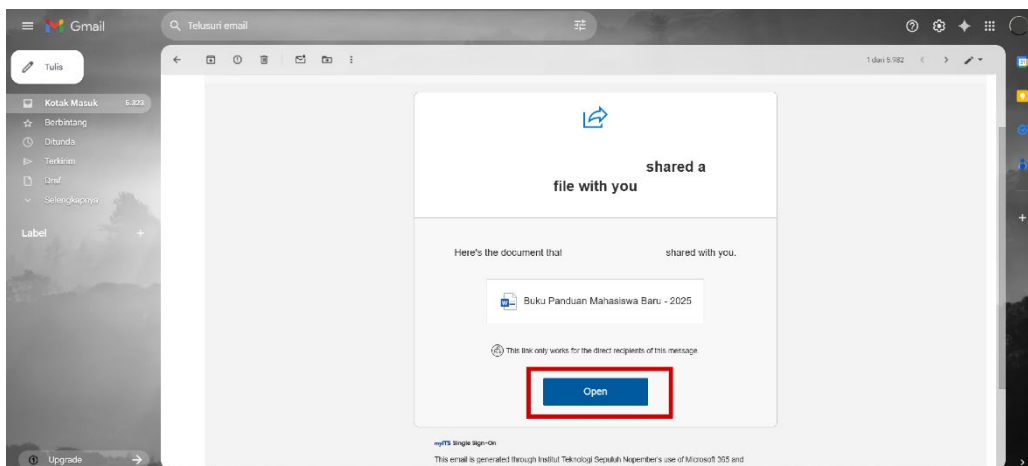 Gmail
Telusuri email
Tulis
1 dari 5.982
Kotak Masuk 5.323
Berbintang
Ditunda
Terkirim
Draf
Selengkapnya
Label
shared a
file with you
Here's the document that shared with you.
Buku Panduan Mahasiswa Baru - 2025
This link only works for the direct recipients of this message
Open
myITS Single Sign-On
This email is generated through Institut Teknologi Sepuluh Nopember's use of Microsoft 365 and
Upgrade